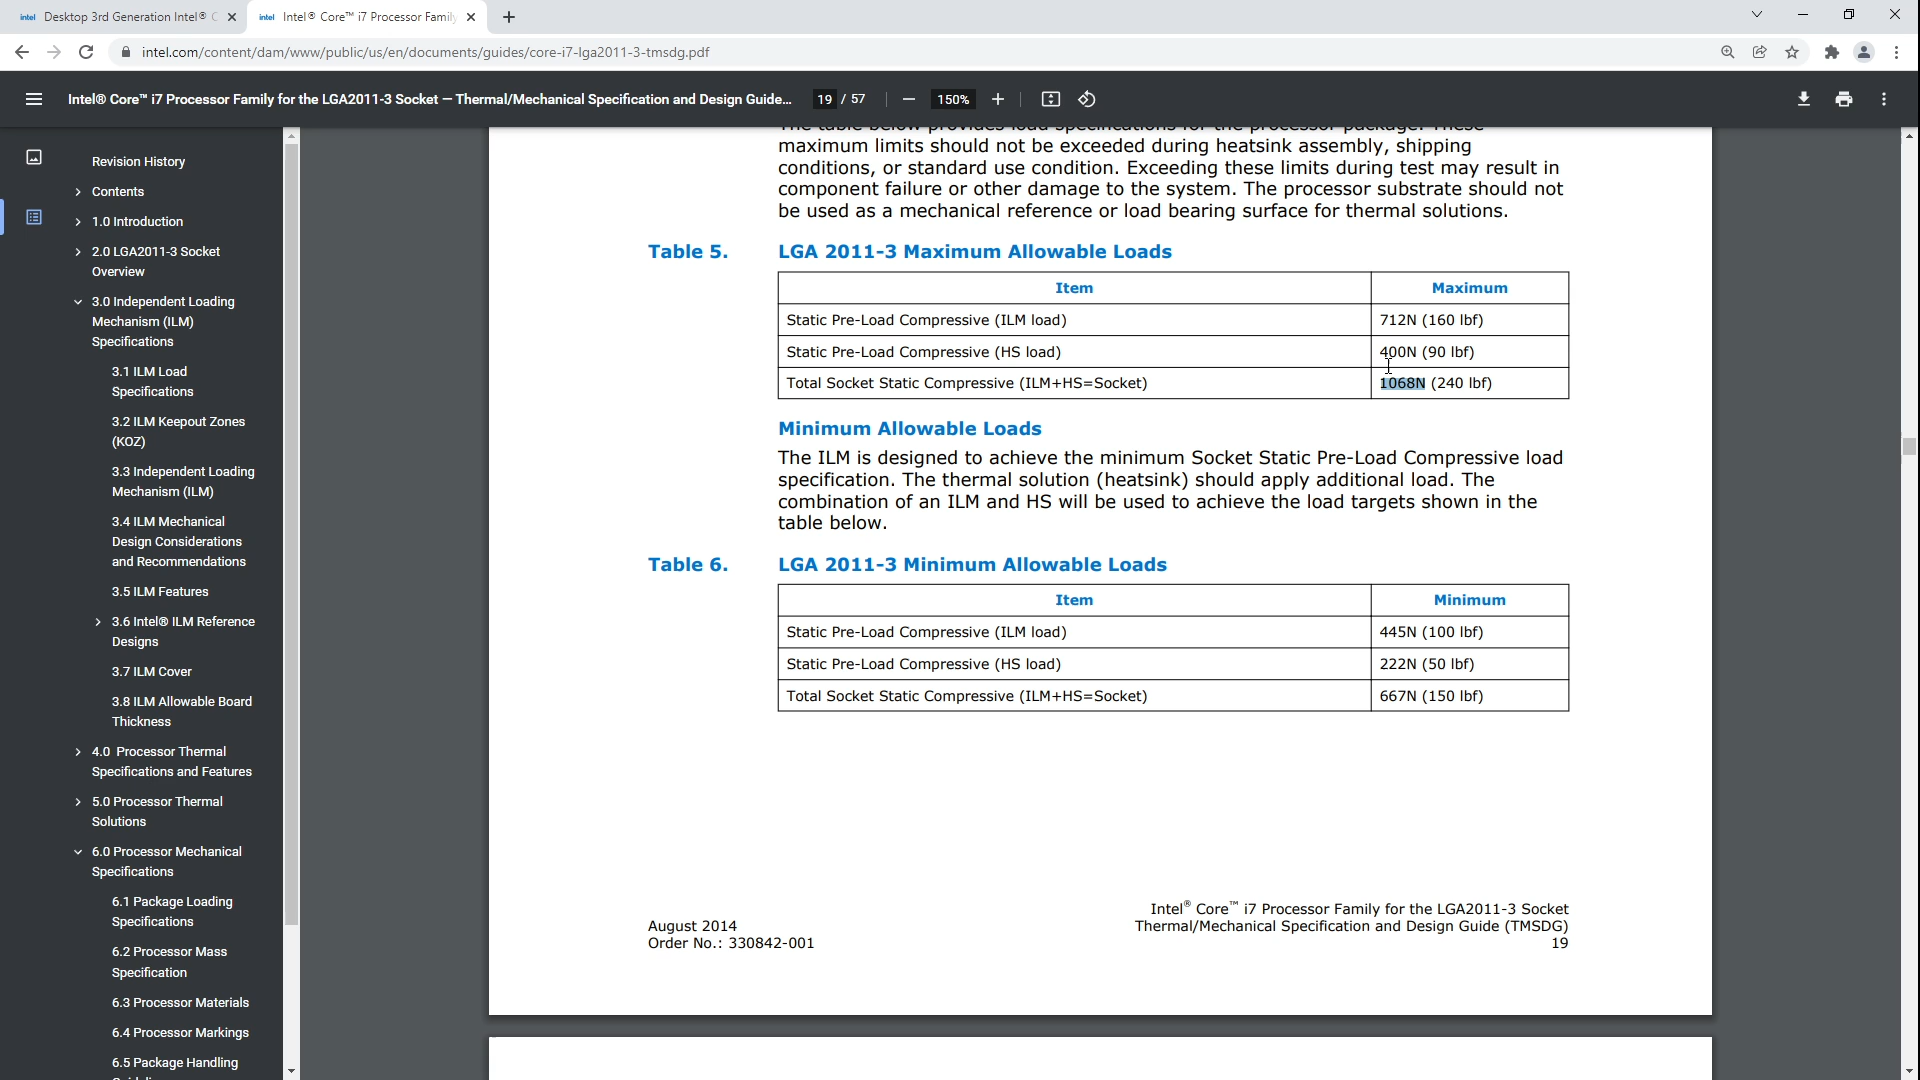 intel Desktop 3rd Generation Intel® C
intel Intel® Core™ i7 Processor Family
intel.com/content/dam/www/public/us/en/documents/guides/core-i7-lga2011-3-tmsdg.pdf
Intel® Core™ i7 Processor Family for the LGA2011-3 Socket — Thermal/Mechanical Specification and Design Guide...
19 / 57
150%
Revision History
Contents
1.0 Introduction
2.0 LGA2011-3 Socket
Overview
3.0 Independent Loading
Mechanism (ILM)
Specifications
3.1 ILM Load
Specifications
3.2 ILM Keepout Zones
(KOZ)
3.3 Independent Loading
Mechanism (ILM)
3.4 ILM Mechanical
Design Considerations
and Recommendations
3.5 ILM Features
3.6 Intel® ILM Reference
Designs
3.7 ILM Cover
3.8 ILM Allowable Board
Thickness
4.0 Processor Thermal
Specifications and Features
5.0 Processor Thermal
Solutions
6.0 Processor Mechanical
Specifications
6.1 Package Loading
Specifications
6.2 Processor Mass
Specification
6.3 Processor Materials
6.4 Processor Markings
6.5 Package Handling
The table below provides load specifications for the processor package. These
maximum limits should not be exceeded during heatsink assembly, shipping
conditions, or standard use condition. Exceeding these limits during test may result in
component failure or other damage to the system. The processor substrate should not
be used as a mechanical reference or load bearing surface for thermal solutions.
Table 5. LGA 2011-3 Maximum Allowable Loads
Item Maximum
Static Pre-Load Compressive (ILM load) 712N (160 lbf)
Static Pre-Load Compressive (HS load) 400N (90 lbf)
Total Socket Static Compressive (ILM+HS=Socket) 1068N (240 lbf)
Minimum Allowable Loads
The ILM is designed to achieve the minimum Socket Static Pre-Load Compressive load
specification. The thermal solution (heatsink) should apply additional load. The
combination of an ILM and HS will be used to achieve the load targets shown in the
table below.
Table 6. LGA 2011-3 Minimum Allowable Loads
Item Minimum
Static Pre-Load Compressive (ILM load) 445N (100 lbf)
Static Pre-Load Compressive (HS load) 222N (50 lbf)
Total Socket Static Compressive (ILM+HS=Socket) 667N (150 lbf)
Intel® Core™ i7 Processor Family for the LGA2011-3 Socket
August 2014 Thermal/Mechanical Specification and Design Guide (TMSDG)
Order No.: 330842-001 19